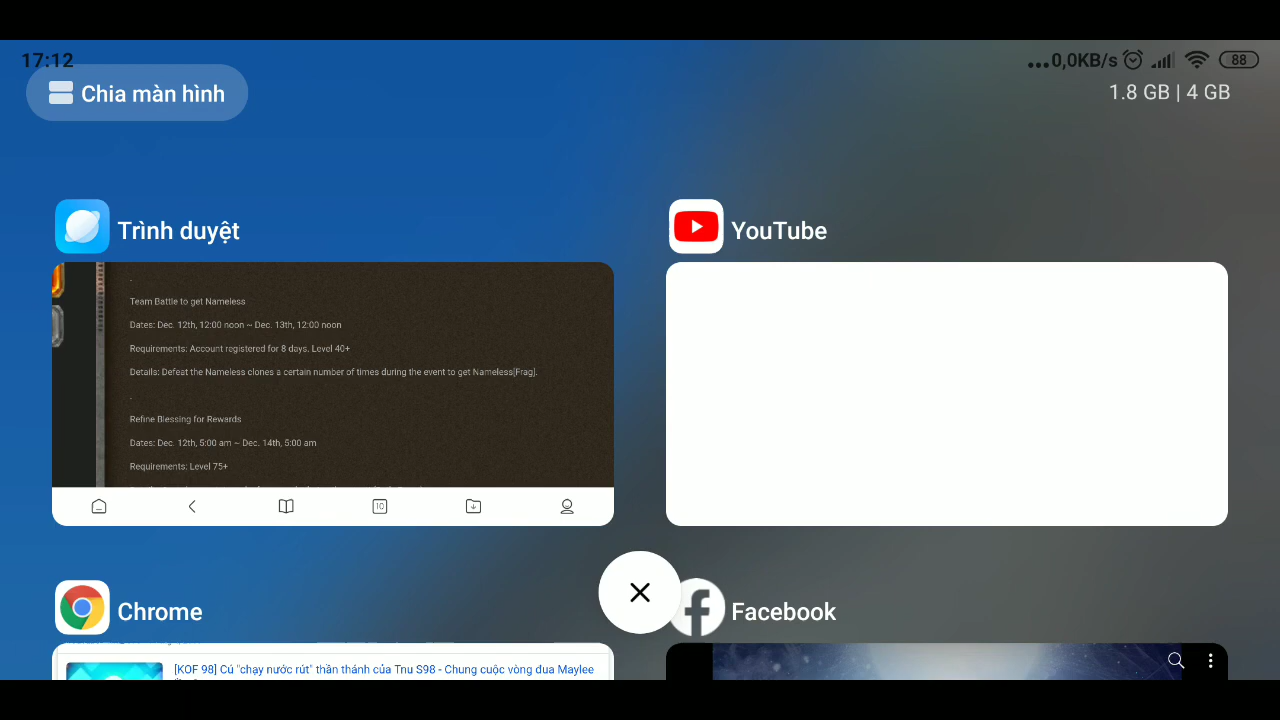 17:12
...0,0KB/s
88
Chia màn hình
1.8 GB | 4 GB
Trình duyệt
YouTube
.
Team Battle to get Nameless
Dates: Dec. 12th, 12:00 noon ~ Dec. 13th, 12:00 noon
Requirements: Account registered for 8 days. Level 40+
Details: Defeat the Nameless clones a certain number of times during the event to get Nameless[Frag].
.
Refine Blessing for Rewards
Dates: Dec. 12th, 5:00 am ~ Dec. 14th, 5:00 am
Requirements: Level 75+
10
Chrome
Facebook
[KOF 98] Cú "chạy nước rút" thần thánh của Tnu S98 - Chung cuộc vòng đua Maylee